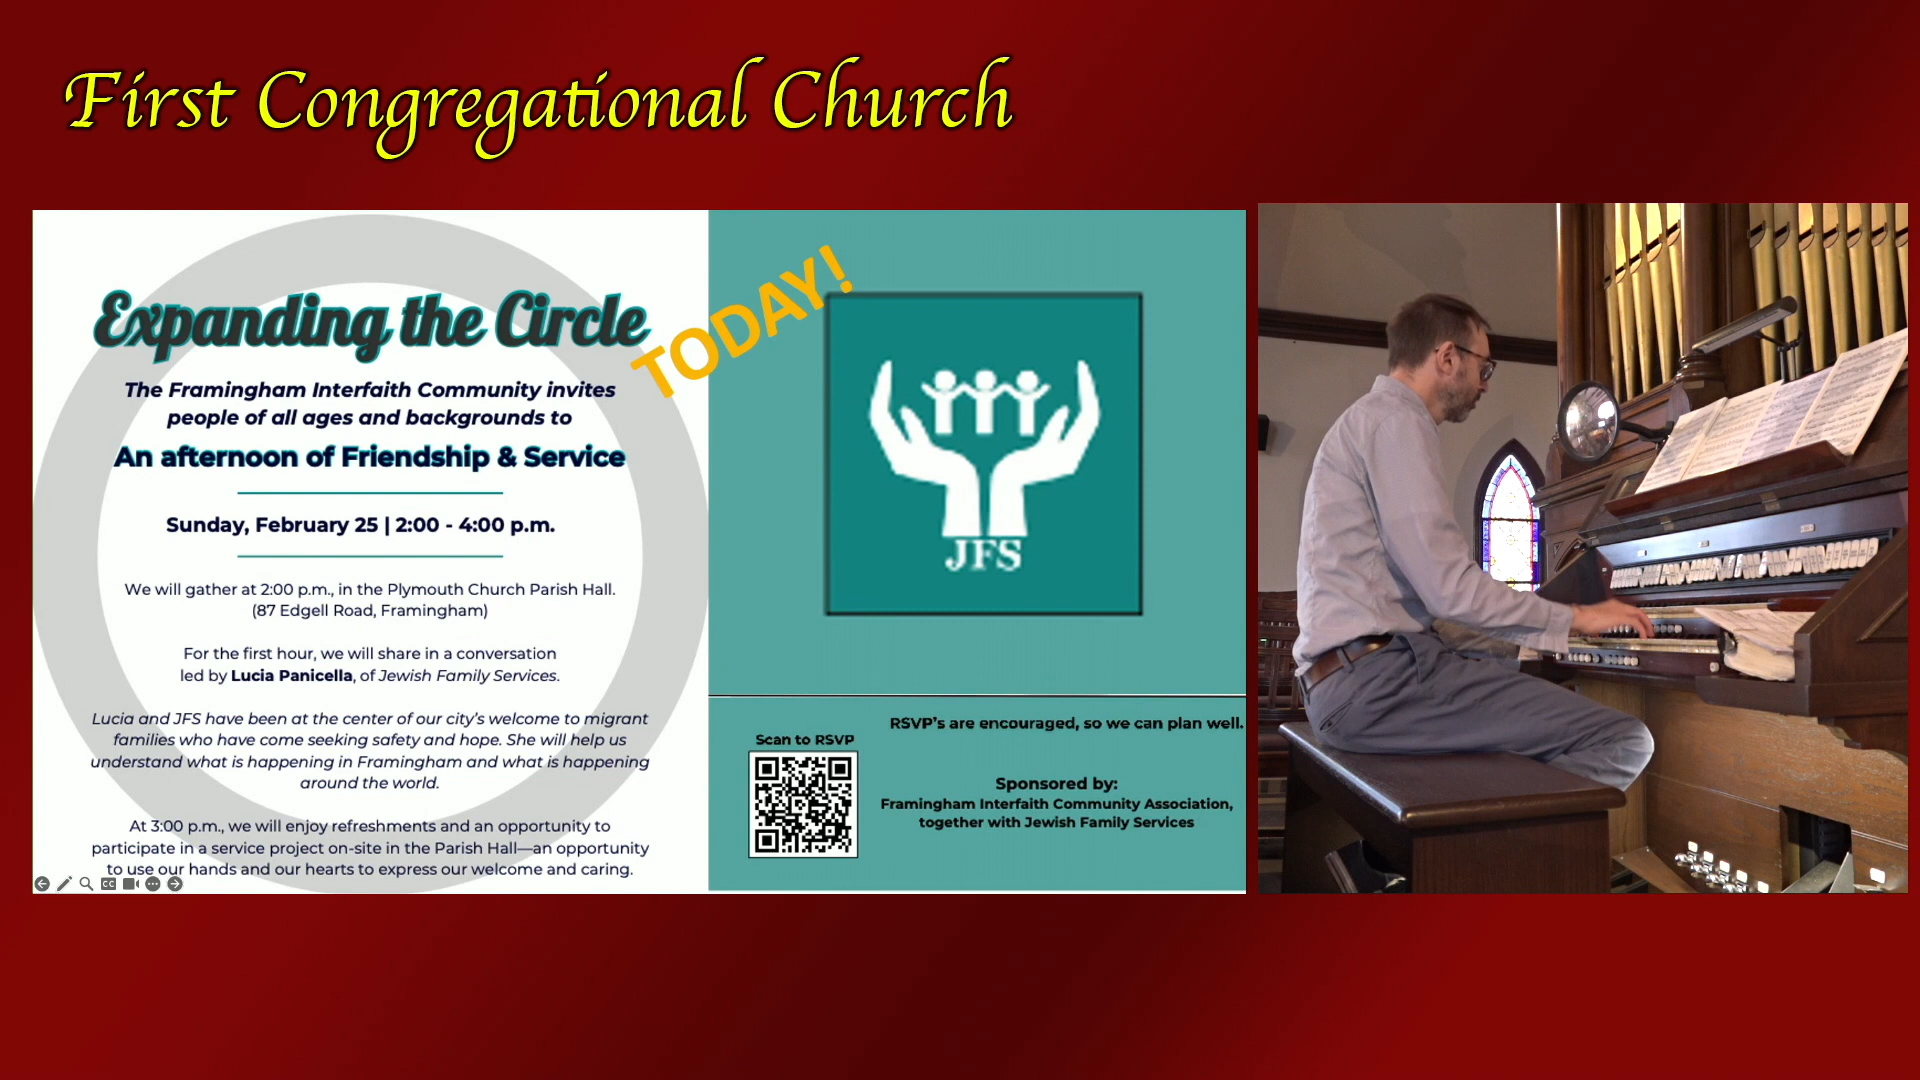 First Congregational Church
Expanding the Circle
TODAY!
The Framingham Interfaith Community invites
people of all ages and backgrounds to
An afternoon of Friendship & Service
Sunday, February 25 | 2:00 - 4:00 p.m.
We will gather at 2:00 p.m., in the Plymouth Church Parish Hall.
(87 Edgell Road, Framingham)
For the first hour, we will share in a conversation
led by Lucia Panicella, of Jewish Family Services.
Lucia and JFS have been at the center of our city's welcome to migrant
families who have come seeking safety and hope. She will help us
understand what is happening in Framingham and what is happening
around the world.
At 3:00 p.m., we will enjoy refreshments and an opportunity to
participate in a service project on-site in the Parish Hall—an opportunity
to use our hands and our hearts to express our welcome and caring.
CC
JFS
RSVP's are encouraged, so we can plan well.
Scan to RSVP
Sponsored by:
Framingham Interfaith Community Association,
together with Jewish Family Services